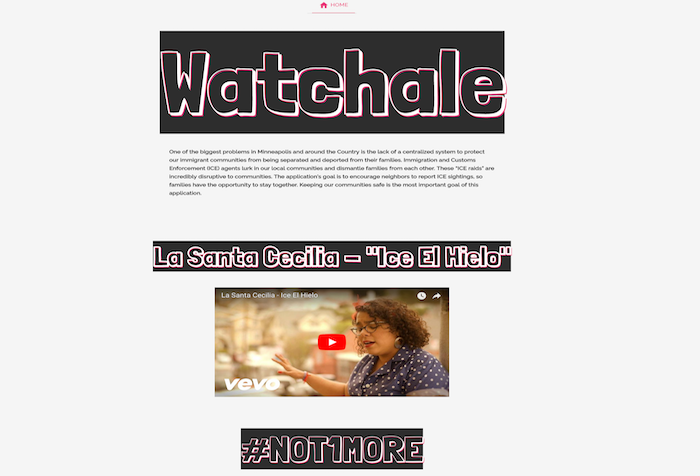 HOME
Watchale
One of the biggest problems in Minneapolis and around the Country is the lack of a centralized system to protect
our immigrant communities from being separated and deported from their families. Immigration and Customs
Enforcement (ICE) agents lurk in our local communities and dismantle families from each other. These "ICE raids" are
incredibly disruptive to communities. The application's goal is to encourage neighbors to report ICE sightings, so
families have the opportunity to stay together. Keeping our communities safe is the most important goal of this
application.
La Santa Cecilia - "Ice El Hielo"
La Santa Cecilia - Ice El Hielo
vevo
#NOT1MORE